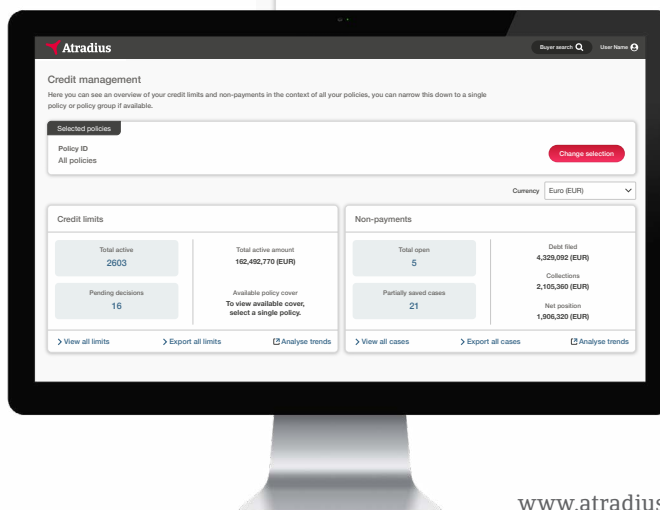 Atradius
Buyer search
User Name
Credit management
Here you can see an overview of your credit limits and non-payments in the context of all your policies, you can narrow this down to a single
policy or policy group if available.
Selected policies
Policy ID
All policies
Change selection
Currency
Euro (EUR)
Credit limits
Total active
2603
Total active amount
162,492,770 (EUR)
Pending decisions
16
Available policy cover
To view available cover,
select a single policy.
View all limits
Export all limits
Analyse trends
Non-payments
Total open
5
Debt filed
4,329,092 (EUR)
Collections
2,105,360 (EUR)
Partially saved cases
21
Net position
1,906,320 (EUR)
View all cases
Export all cases
Analyse trends
www.atradius